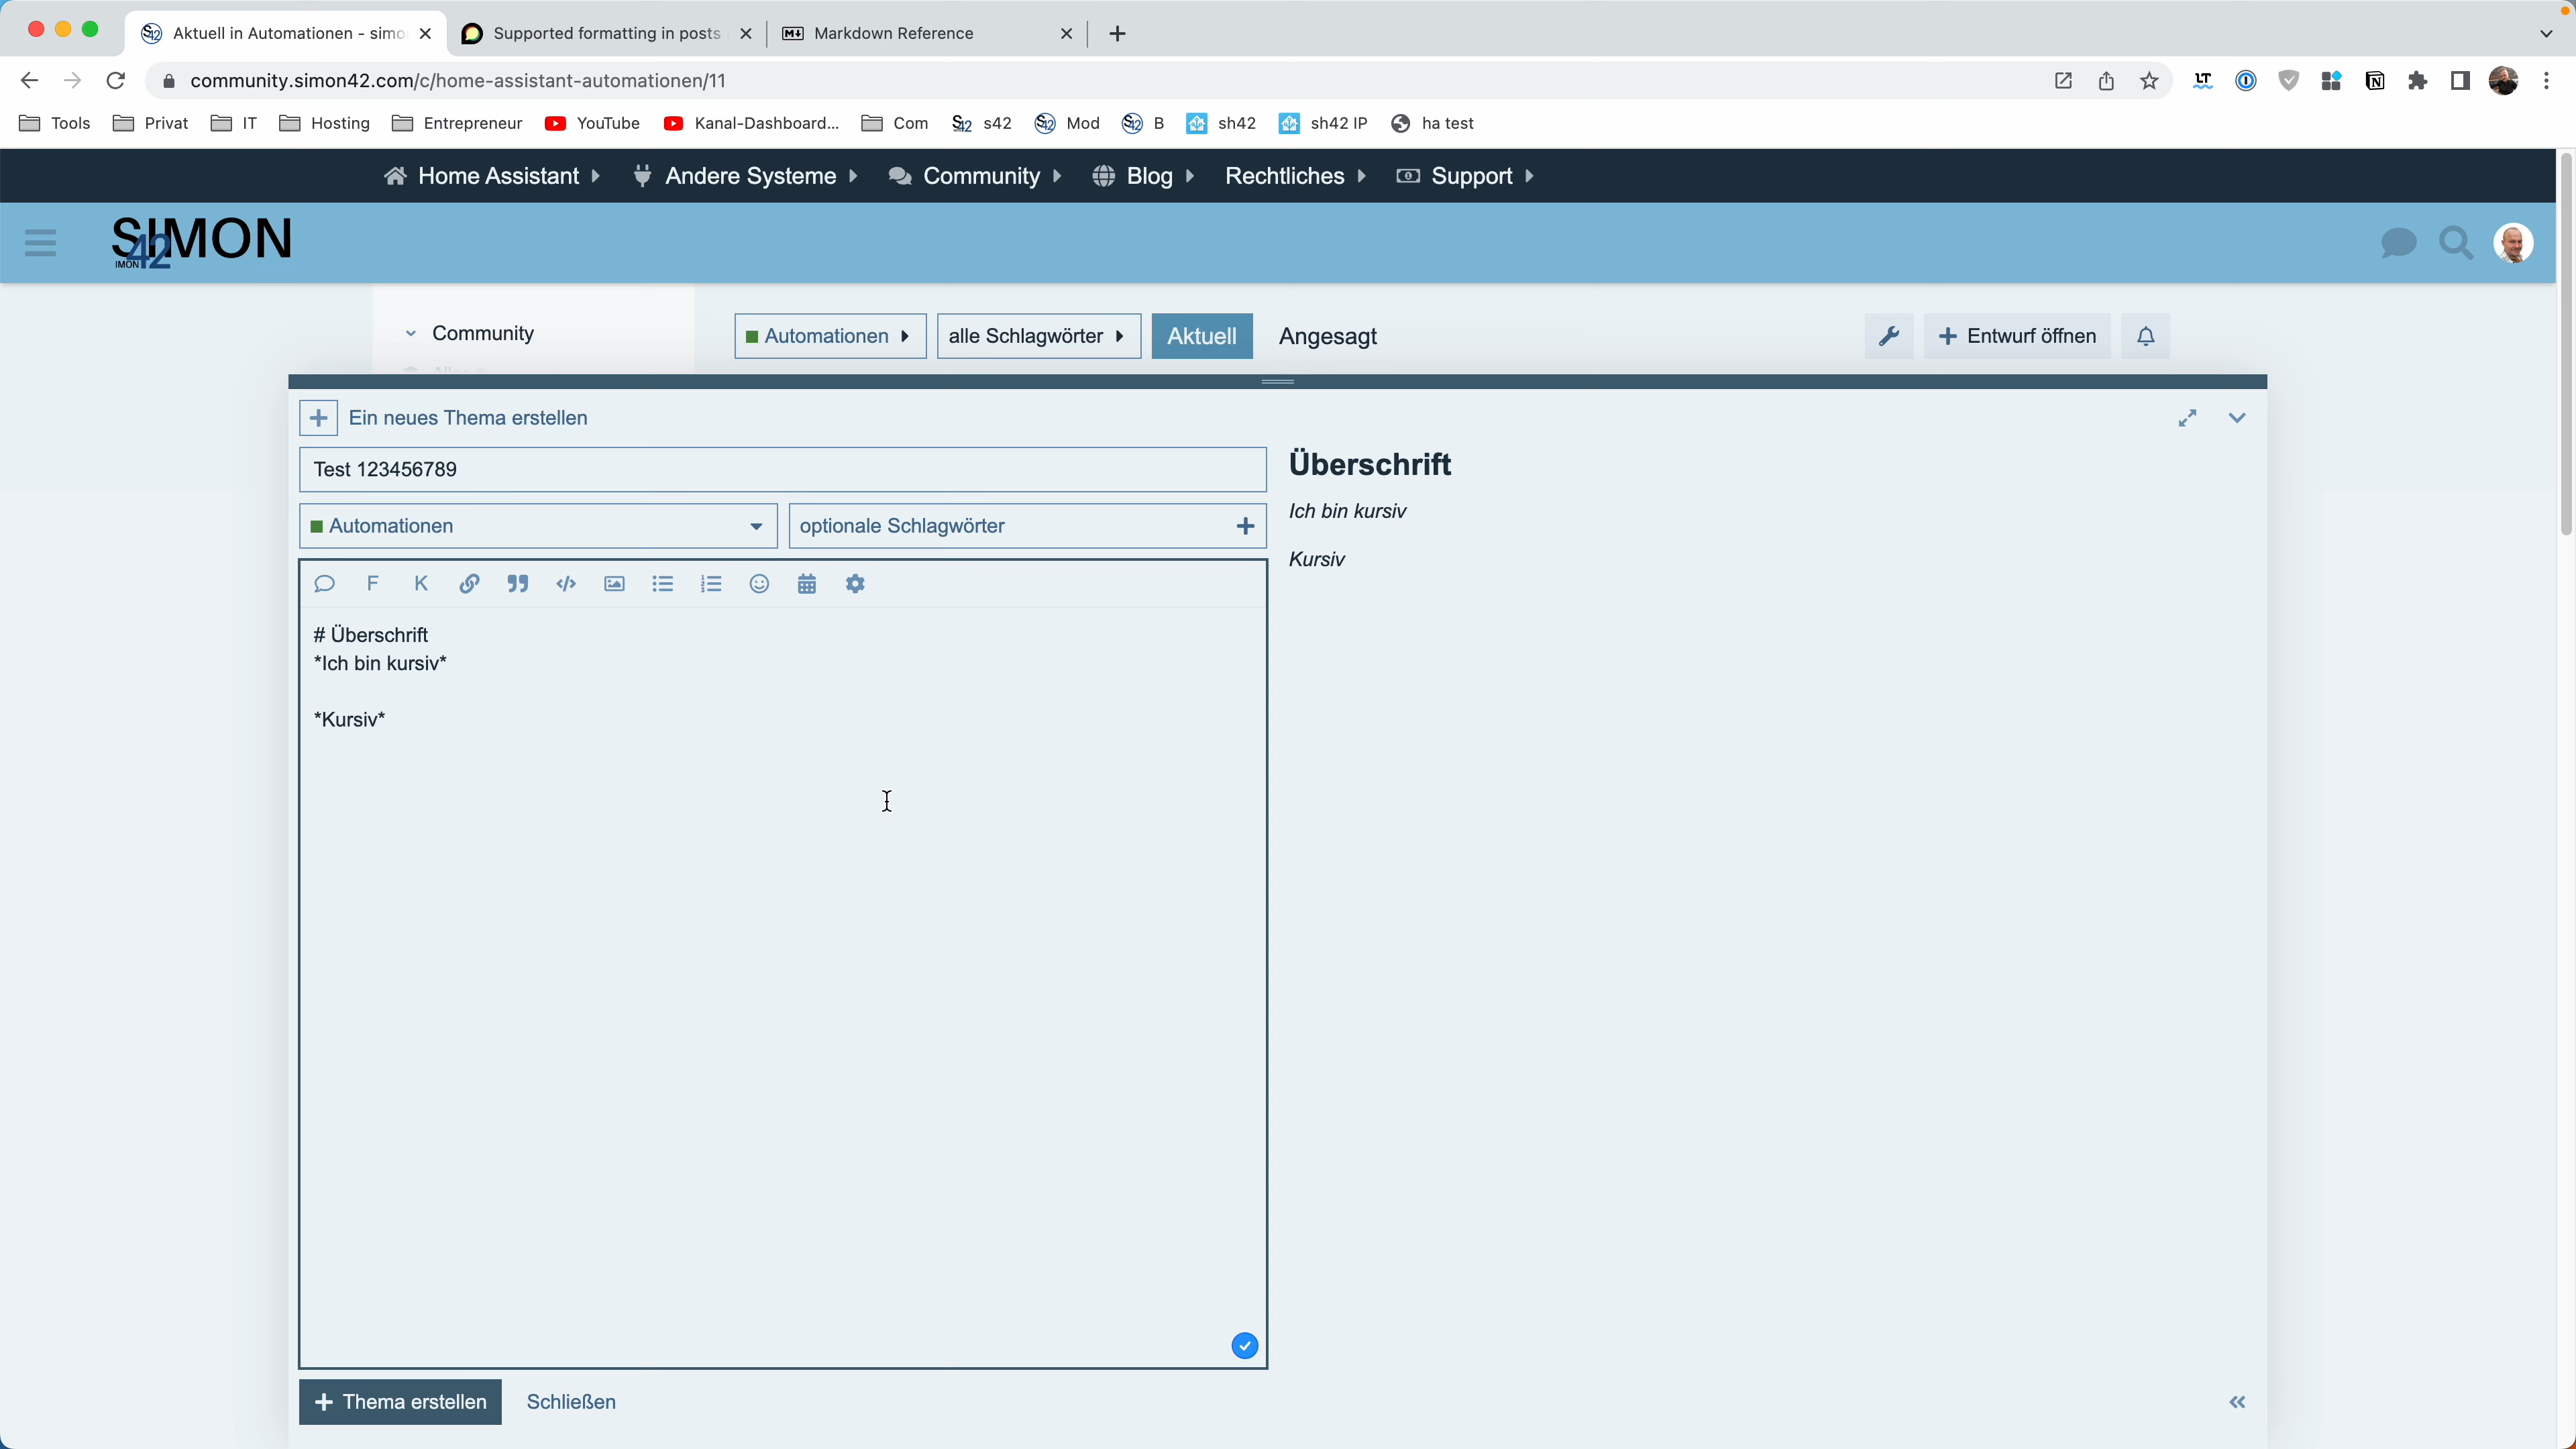 Aktuell in Automationen - simo
Supported formatting in posts
Markdown Reference
community.simon42.com/c/home-assistant-automationen/11
Tools Privat IT Hosting Entrepreneur YouTube Kanal-Dashboard... Com s42 Mod B sh42 sh42 IP ha test
Home Assistant Andere Systeme Community Blog Rechtliches Support
SIMON
IMON 42
Community
Automationen alle Schlagwörter Aktuell Angesagt
Entwurf öffnen
Ein neues Thema erstellen
Test 123456789
Automationen
optionale Schlagwörter
F K
# Überschrift
*Ich bin kursiv*
*Kursiv*
Überschrift
Ich bin kursiv
Kursiv
Thema erstellen Schließen